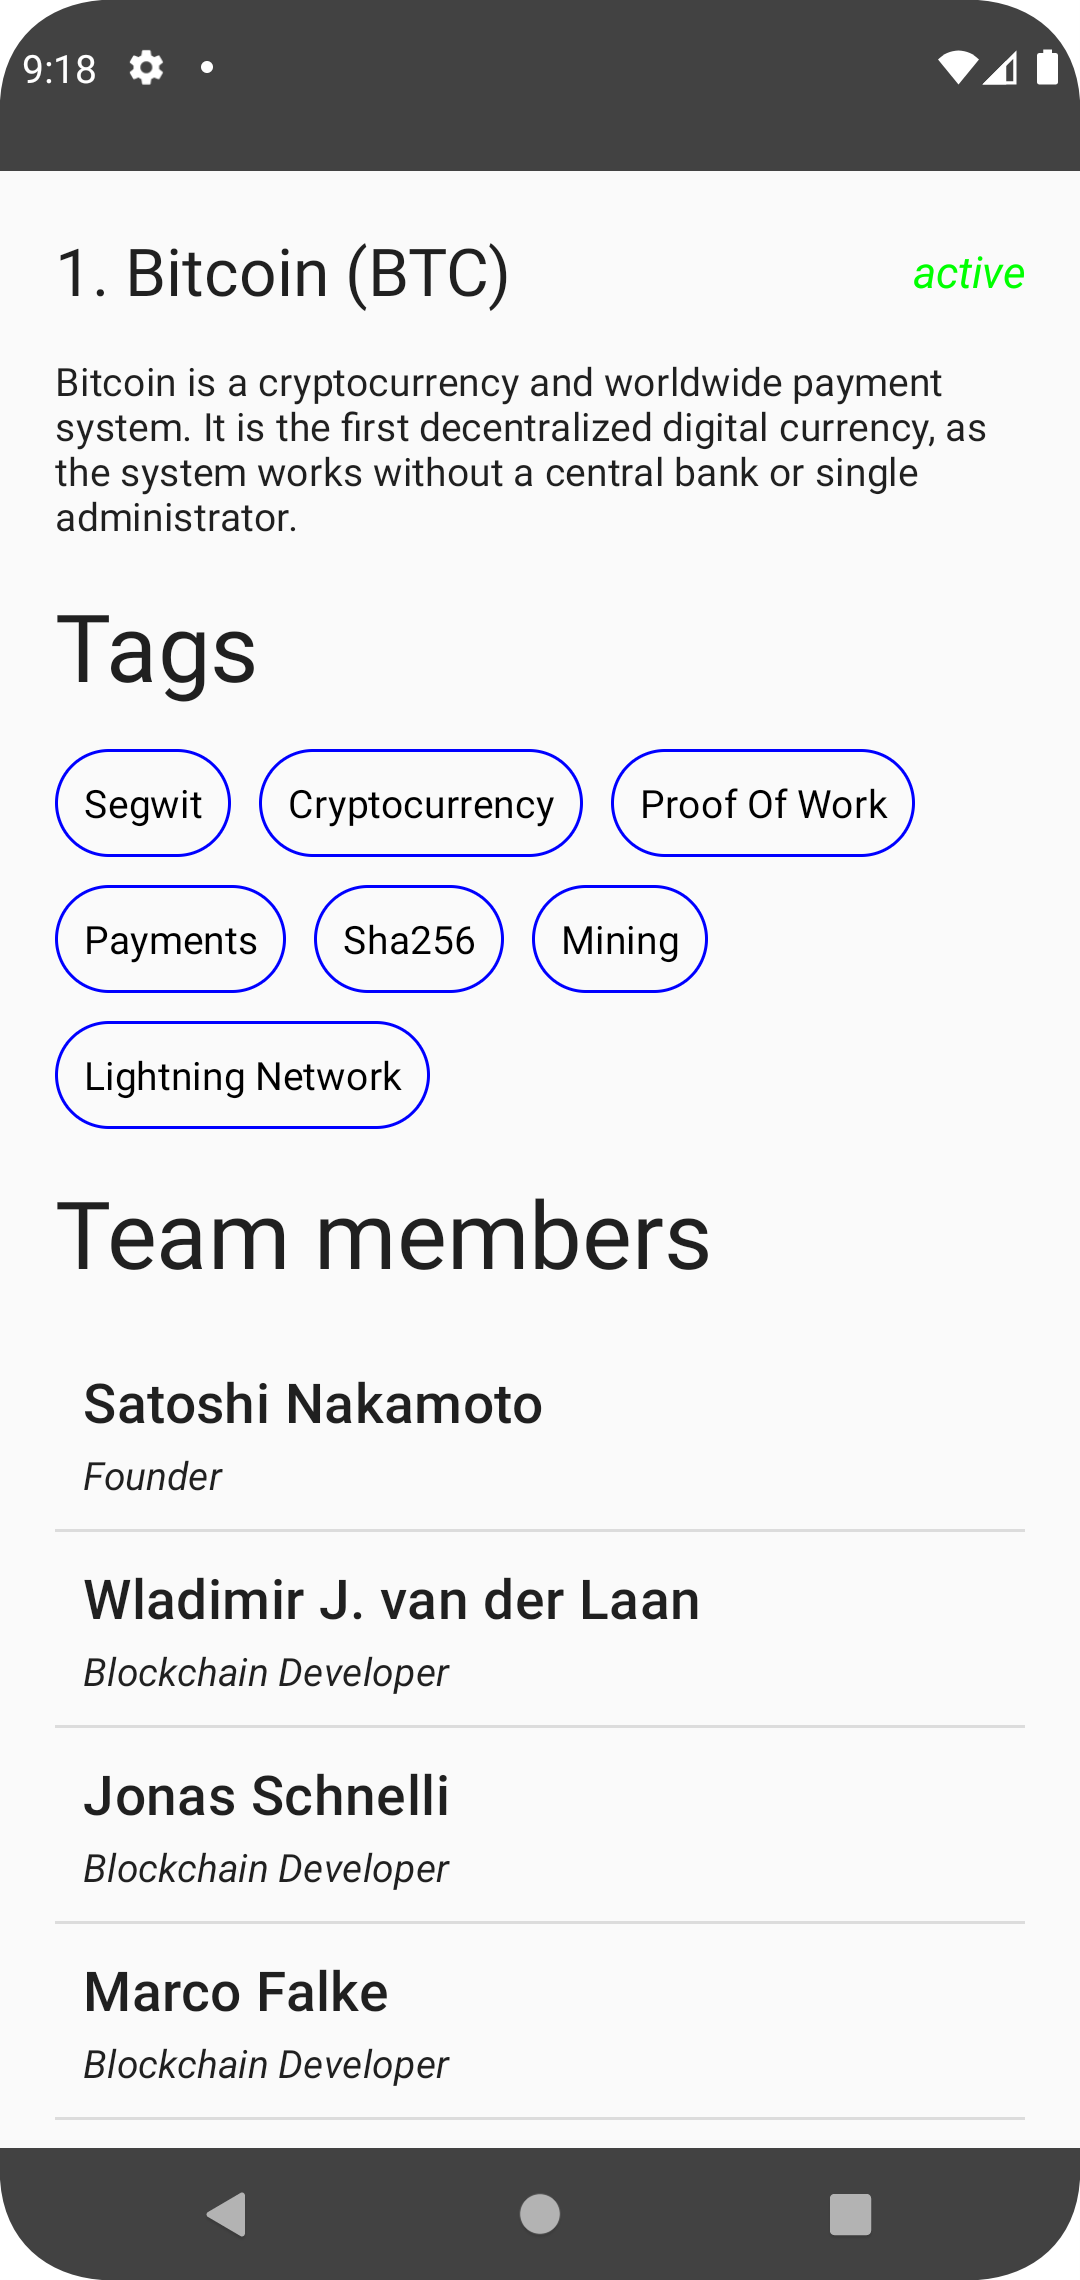 9:18
1. Bitcoin (BTC)
active
Bitcoin is a cryptocurrency and worldwide payment
system. It is the first decentralized digital currency, as
the system works without a central bank or single
administrator.
Tags
Segwit
Cryptocurrency
Proof Of Work
Payments
Sha256
Mining
Lightning Network
Team members
Satoshi Nakamoto
Founder
Wladimir J. van der Laan
Blockchain Developer
Jonas Schnelli
Blockchain Developer
Marco Falke
Blockchain Developer